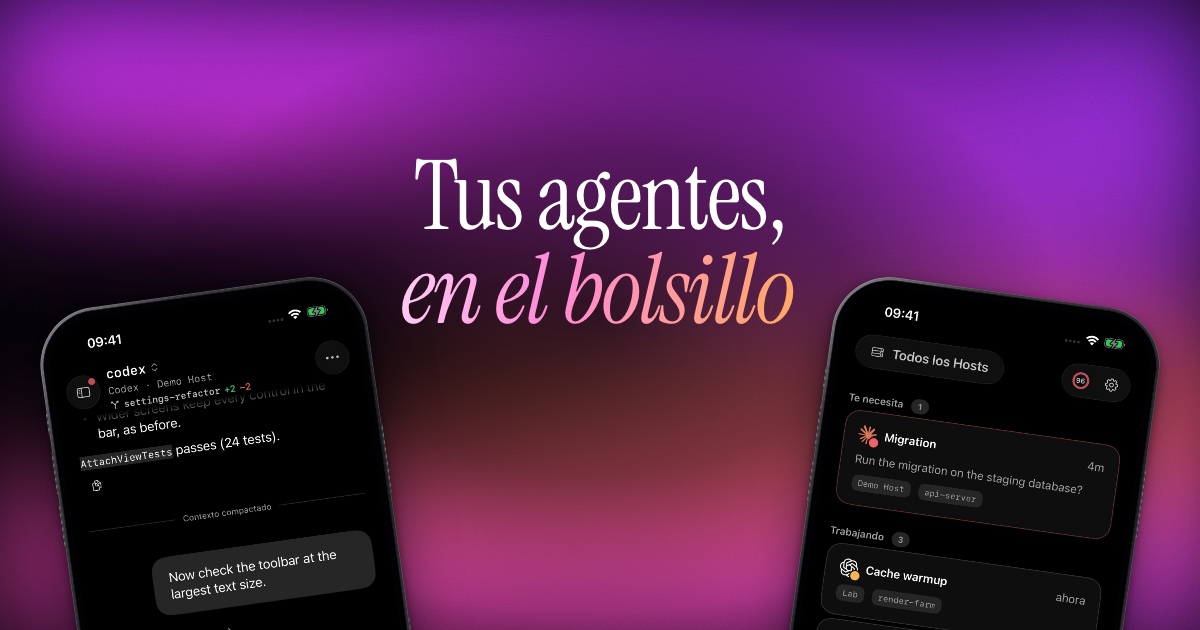 Tus agentes,
en el bolsillo
09:41
codex
Codex · Demo Host
settings-refactor +2 −2
Wider screens keep every control in the
bar, as before.
AttachViewTests passes (24 tests).
Contexto compactado
Now check the toolbar at the
largest text size.
09:41
Todos los Hosts
96
Te necesita 1
Migration
4m
Run the migration on the staging database?
Demo Host api-server
Trabajando 3
Cache warmup
ahora
Lab render-farm